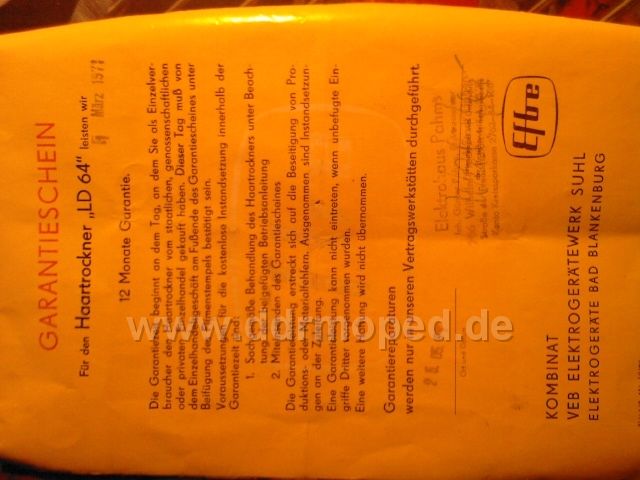 GARANTIESCHEIN
Für den Haartrockner „LD 64" leisten wir
März 1971
12 Monate Garantie.
Die Garantiezeit beginnt an dem Tag, an dem Sie als Einzelver-
braucher den Haartrockner vom staatlichen, genossenschaftlichen
oder privaten Einzelhandel gekauft haben. Dieser Tag muß von
dem Einzelhandelsgeschäft am Fußende des Garantiescheines unter
Beifügung des Firmenstempels bestätigt sein.
Voraussetzung für die kostenlose Instandsetzung innerhalb der
Garantiezeit sind:
1. Sachgemäße Behandlung des Haartrockners unter Beach-
tung der beigefügten Betriebsanleitung
2. Mitsenden des Garantiescheines
Die Garantieleistung erstreckt sich auf die Beseitigung von Pro-
duktions- oder Materialfehlern. Ausgenommen sind Instandsetzun-
gen an der Zuleitung.
Eine Garantieleistung kann nicht eintreten, wenn unbefugte Ein-
griffe Dritter vorgenommen wurden.
Eine weitere Haftung wird nicht übernommen.
Garantiereparaturen
werden nur in unseren Vertragswerkstätten durchgeführt.
Elektrohaus Pahms
Efbe
KOMBINAT
VEB ELEKTROGERÄTEWERK SUHL
ELEKTROGERÄTE BAD BLANKENBURG
www.ddrmoped.de